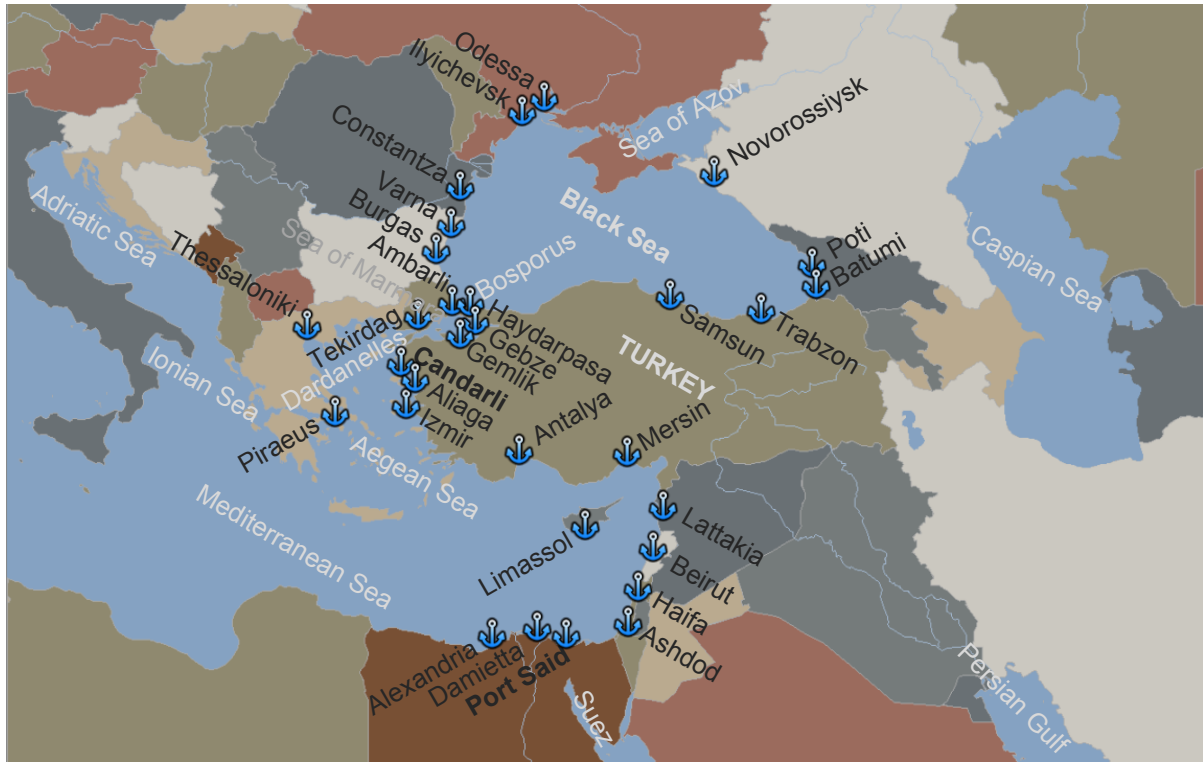 Odessa
Ilyichevsk
Sea of Azov
Constantza
Novorossiysk
Varna
Adriatic Sea
Burgas
Black Sea
Poti
Thessaloniki
Sea of Mar
Ambarli
Bosporus
Batumi
Caspian Sea
Tekirdag
Haydarpasa
Samsun
Trabzon
Ionian Sea
Dardanelles
Gebze
TURKEY
Gemlik
Candarli
Aliaga
Piraeus
Izmir
Antalya
Mersin
Aegean Sea
Mediterranean Sea
Limassol
Lattakia
Beirut
Haifa
Alexandria
Damietta
Port Said
Ashdod
Suez
Persian Gulf